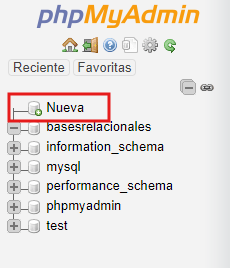 phpMyAdmin
Reciente Favoritas
Nueva
basesrelacionales
information_schema
mysql
performance_schema
phpmyadmin
test